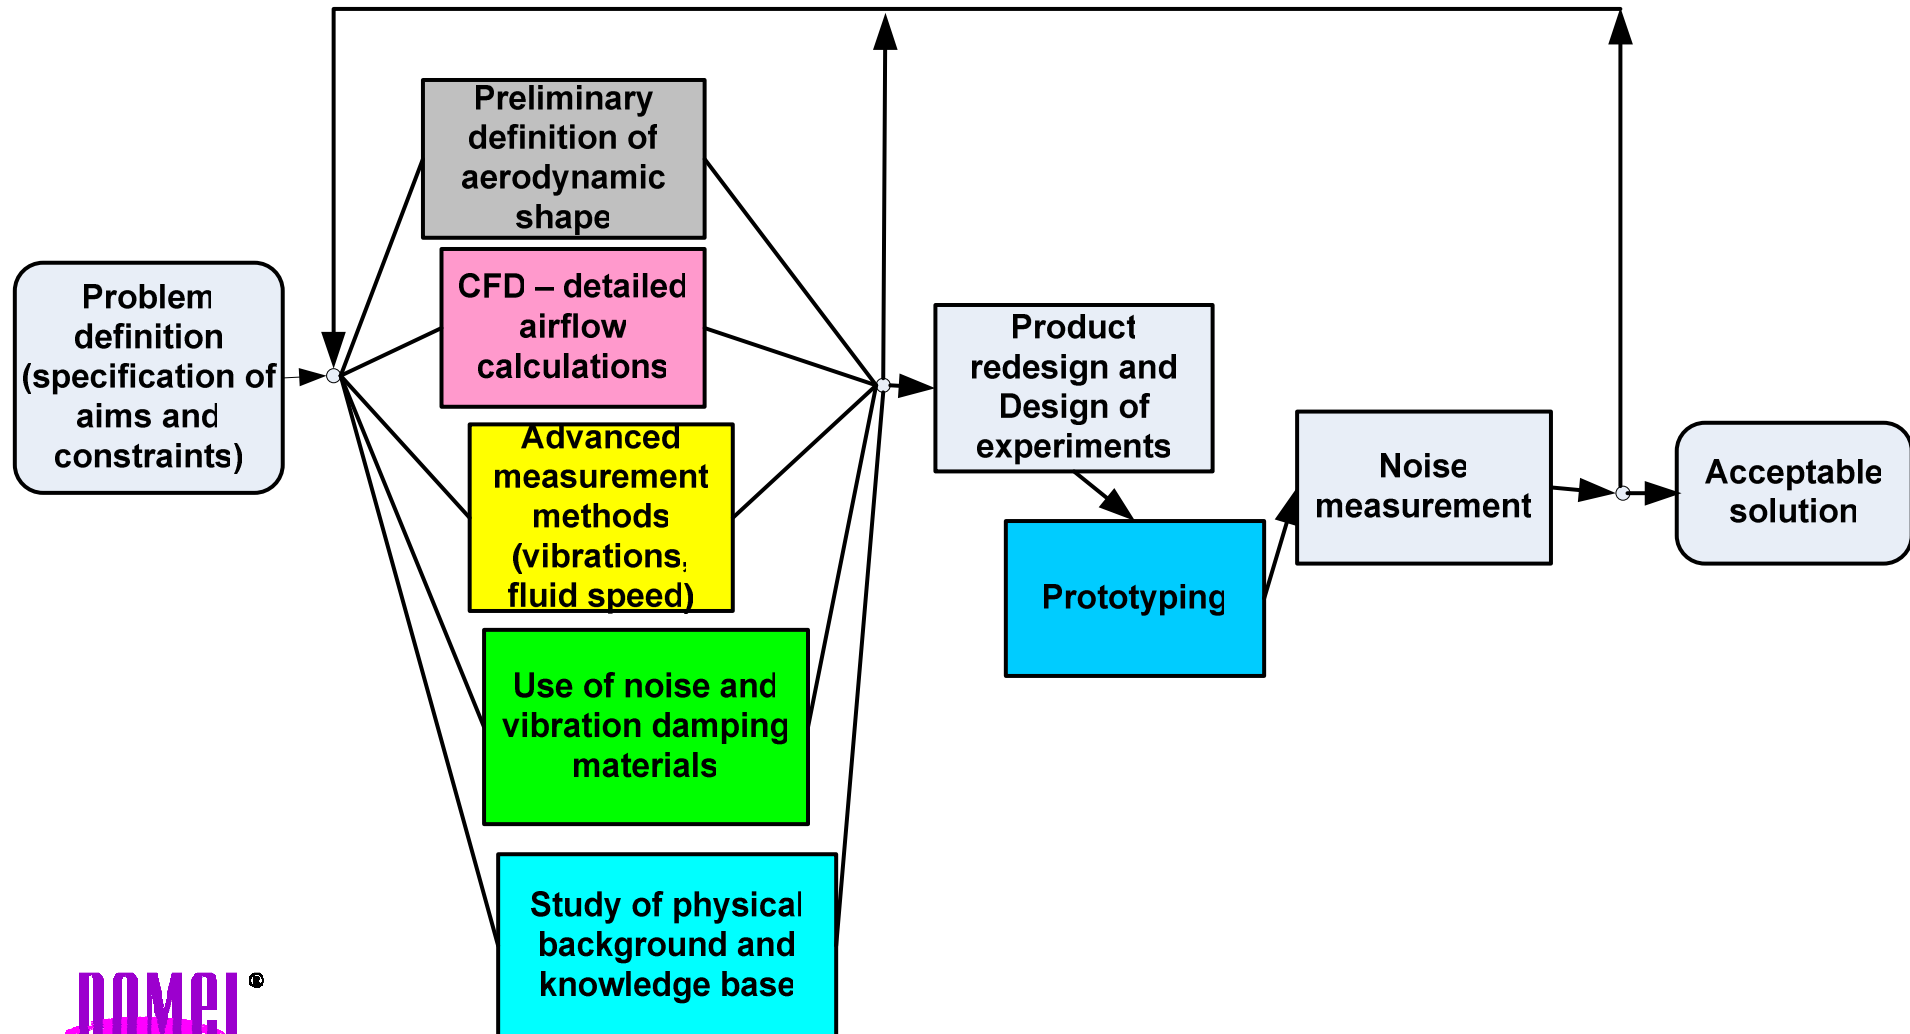 Preliminary
definition of
aerodynamic
shape
CFD – detailed
airflow
calculations
Problem
definition
(specification of
aims and
constraints)
Advanced
measurement
methods
(vibrations,
fluid speed)
Use of noise and
vibration damping
materials
Study of physical
background and
knowledge base
Product
redesign and
Design of
experiments
Prototyping
Noise
measurement
Acceptable
solution
DOMEL ®